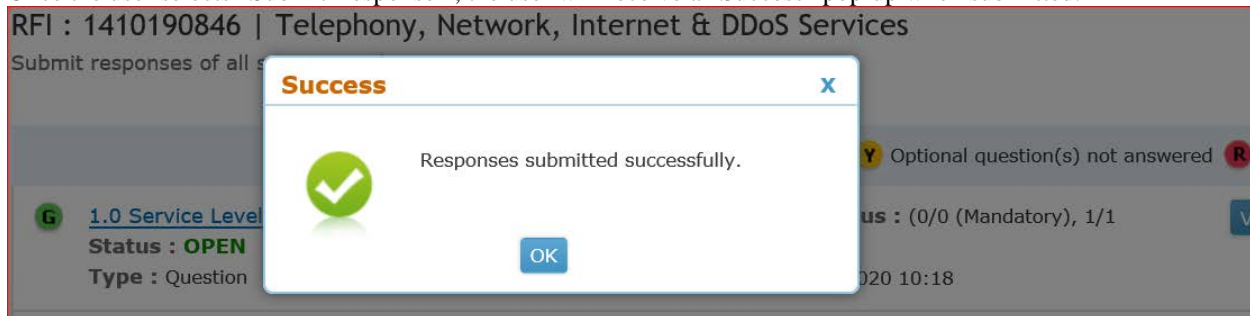 RFI : 1410190846 | Telephony, Network, Internet & DDoS Services
Submit responses of all
Success X
Responses submitted successfully.
Y Optional question(s) not answered R
G 1.0 Service Level us : (0/0 (Mandatory), 1/1
Status : OPEN
OK
Type : Question 020 10:18